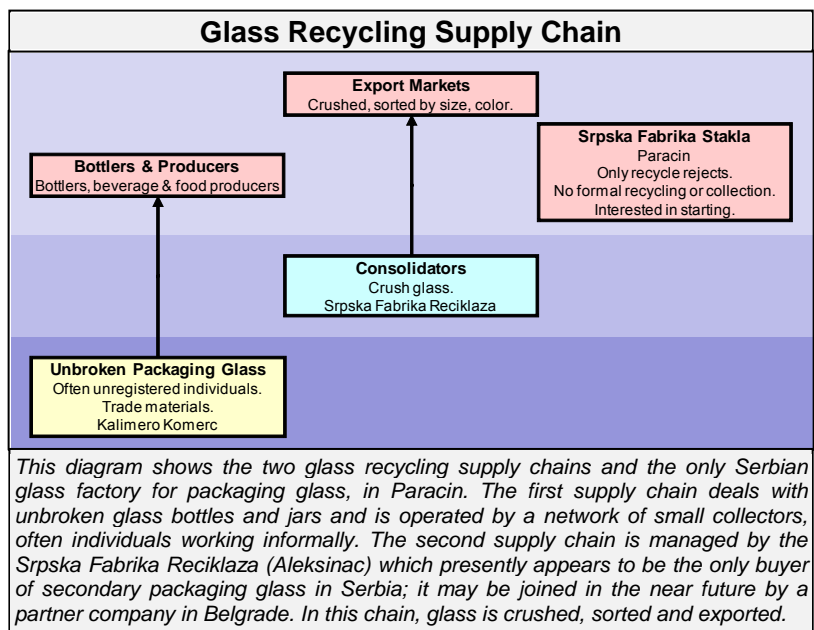 Glass Recycling Supply Chain
Export Markets
Crushed, sorted by size, color.
Srpska Fabrika Stakla
Paracin
Only recycle rejects.
No formal recycling or collection.
Interested in starting.
Bottlers & Producers
Bottlers, beverage & food producers
Consolidators
Crush glass.
Srpska Fabrika Reciklaza
Unbroken Packaging Glass
Often unregistered individuals.
Trade materials.
Kalimero Komerc
This diagram shows the two glass recycling supply chains and the only Serbian
glass factory for packaging glass, in Paracin. The first supply chain deals with
unbroken glass bottles and jars and is operated by a network of small collectors,
often individuals working informally. The second supply chain is managed by the
Srpska Fabrika Reciklaza (Aleksinac) which presently appears to be the only buyer
of secondary packaging glass in Serbia; it may be joined in the near future by a
partner company in Belgrade. In this chain, glass is crushed, sorted and exported.